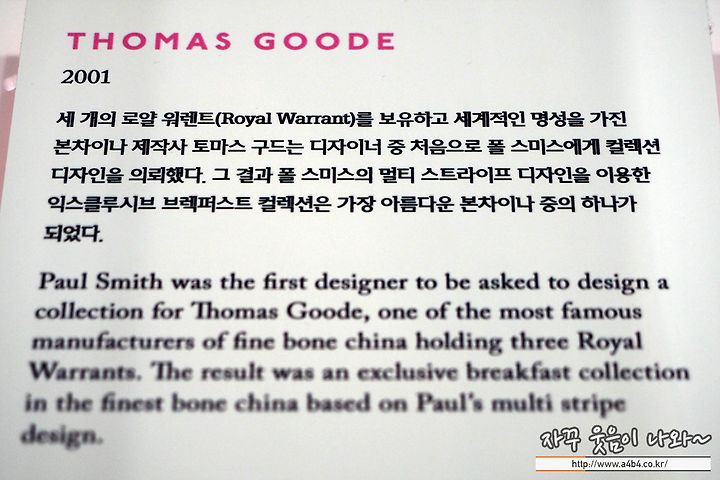 THOMAS GOODE
2001
세 개의 로얄 워렌트(Royal Warrant)를 보유하고 세계적인 명성을 가진
본차이나 제작사 토마스 구드는 디자이너 중 처음으로 폴 스미스에게 컬렉션
디자인을 의뢰했다. 그 결과 폴 스미스의 멀티 스트라이프 디자인을 이용한
익스클루시브 브렉퍼스트 컬렉션은 가장 아름다운 본차이나 중의 하나가
되었다.
Paul Smith was the first designer to be asked to design a
collection for Thomas Goode, one of the most famous
manufacturers of fine bone china holding three Royal
Warrants. The result was an exclusive breakfast collection
in the finest bone china based on Paul's multi stripe
design.
자꾸 웃음이 나와~
http://www.a4b4.co.kr/